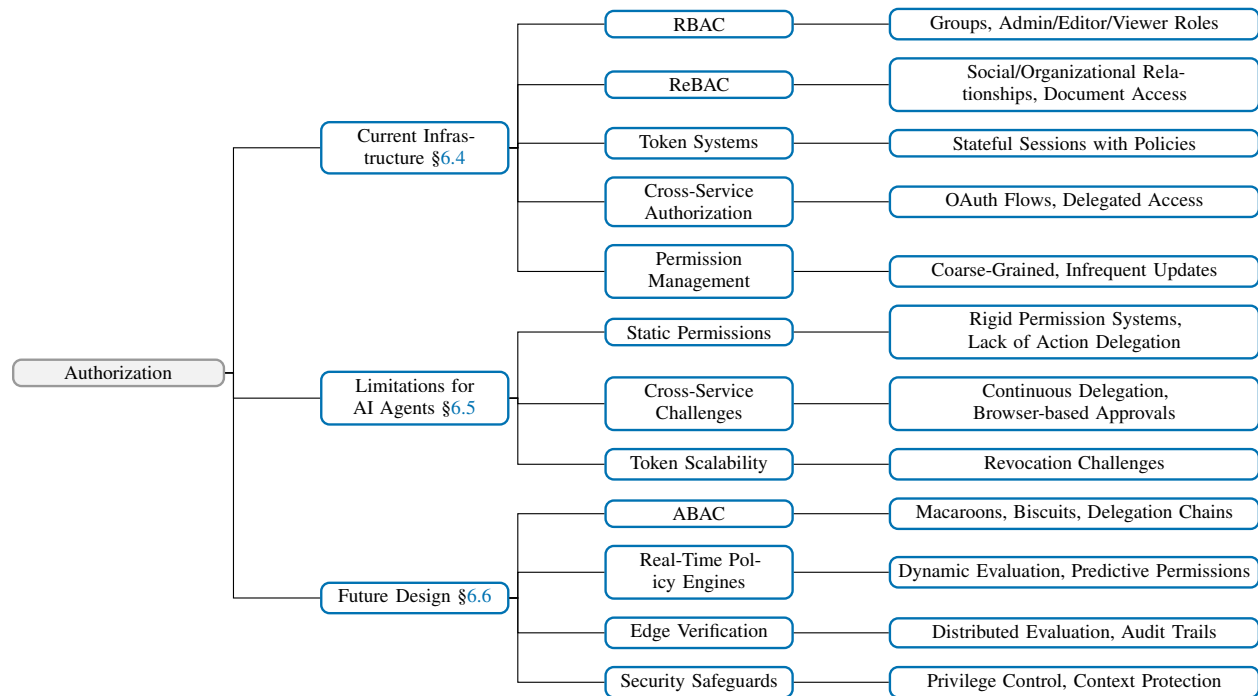 Authorization
Current Infras-
tructure §6.4
RBAC
Groups, Admin/Editor/Viewer Roles
ReBAC
Social/Organizational Rela-
tionships, Document Access
Token Systems
Stateful Sessions with Policies
Cross-Service
Authorization
OAuth Flows, Delegated Access
Permission
Management
Coarse-Grained, Infrequent Updates
Limitations for
AI Agents §6.5
Static Permissions
Rigid Permission Systems,
Lack of Action Delegation
Cross-Service
Challenges
Continuous Delegation,
Browser-based Approvals
Token Scalability
Revocation Challenges
Future Design §6.6
ABAC
Macaroons, Biscuits, Delegation Chains
Real-Time Pol-
icy Engines
Dynamic Evaluation, Predictive Permissions
Edge Verification
Distributed Evaluation, Audit Trails
Security Safeguards
Privilege Control, Context Protection